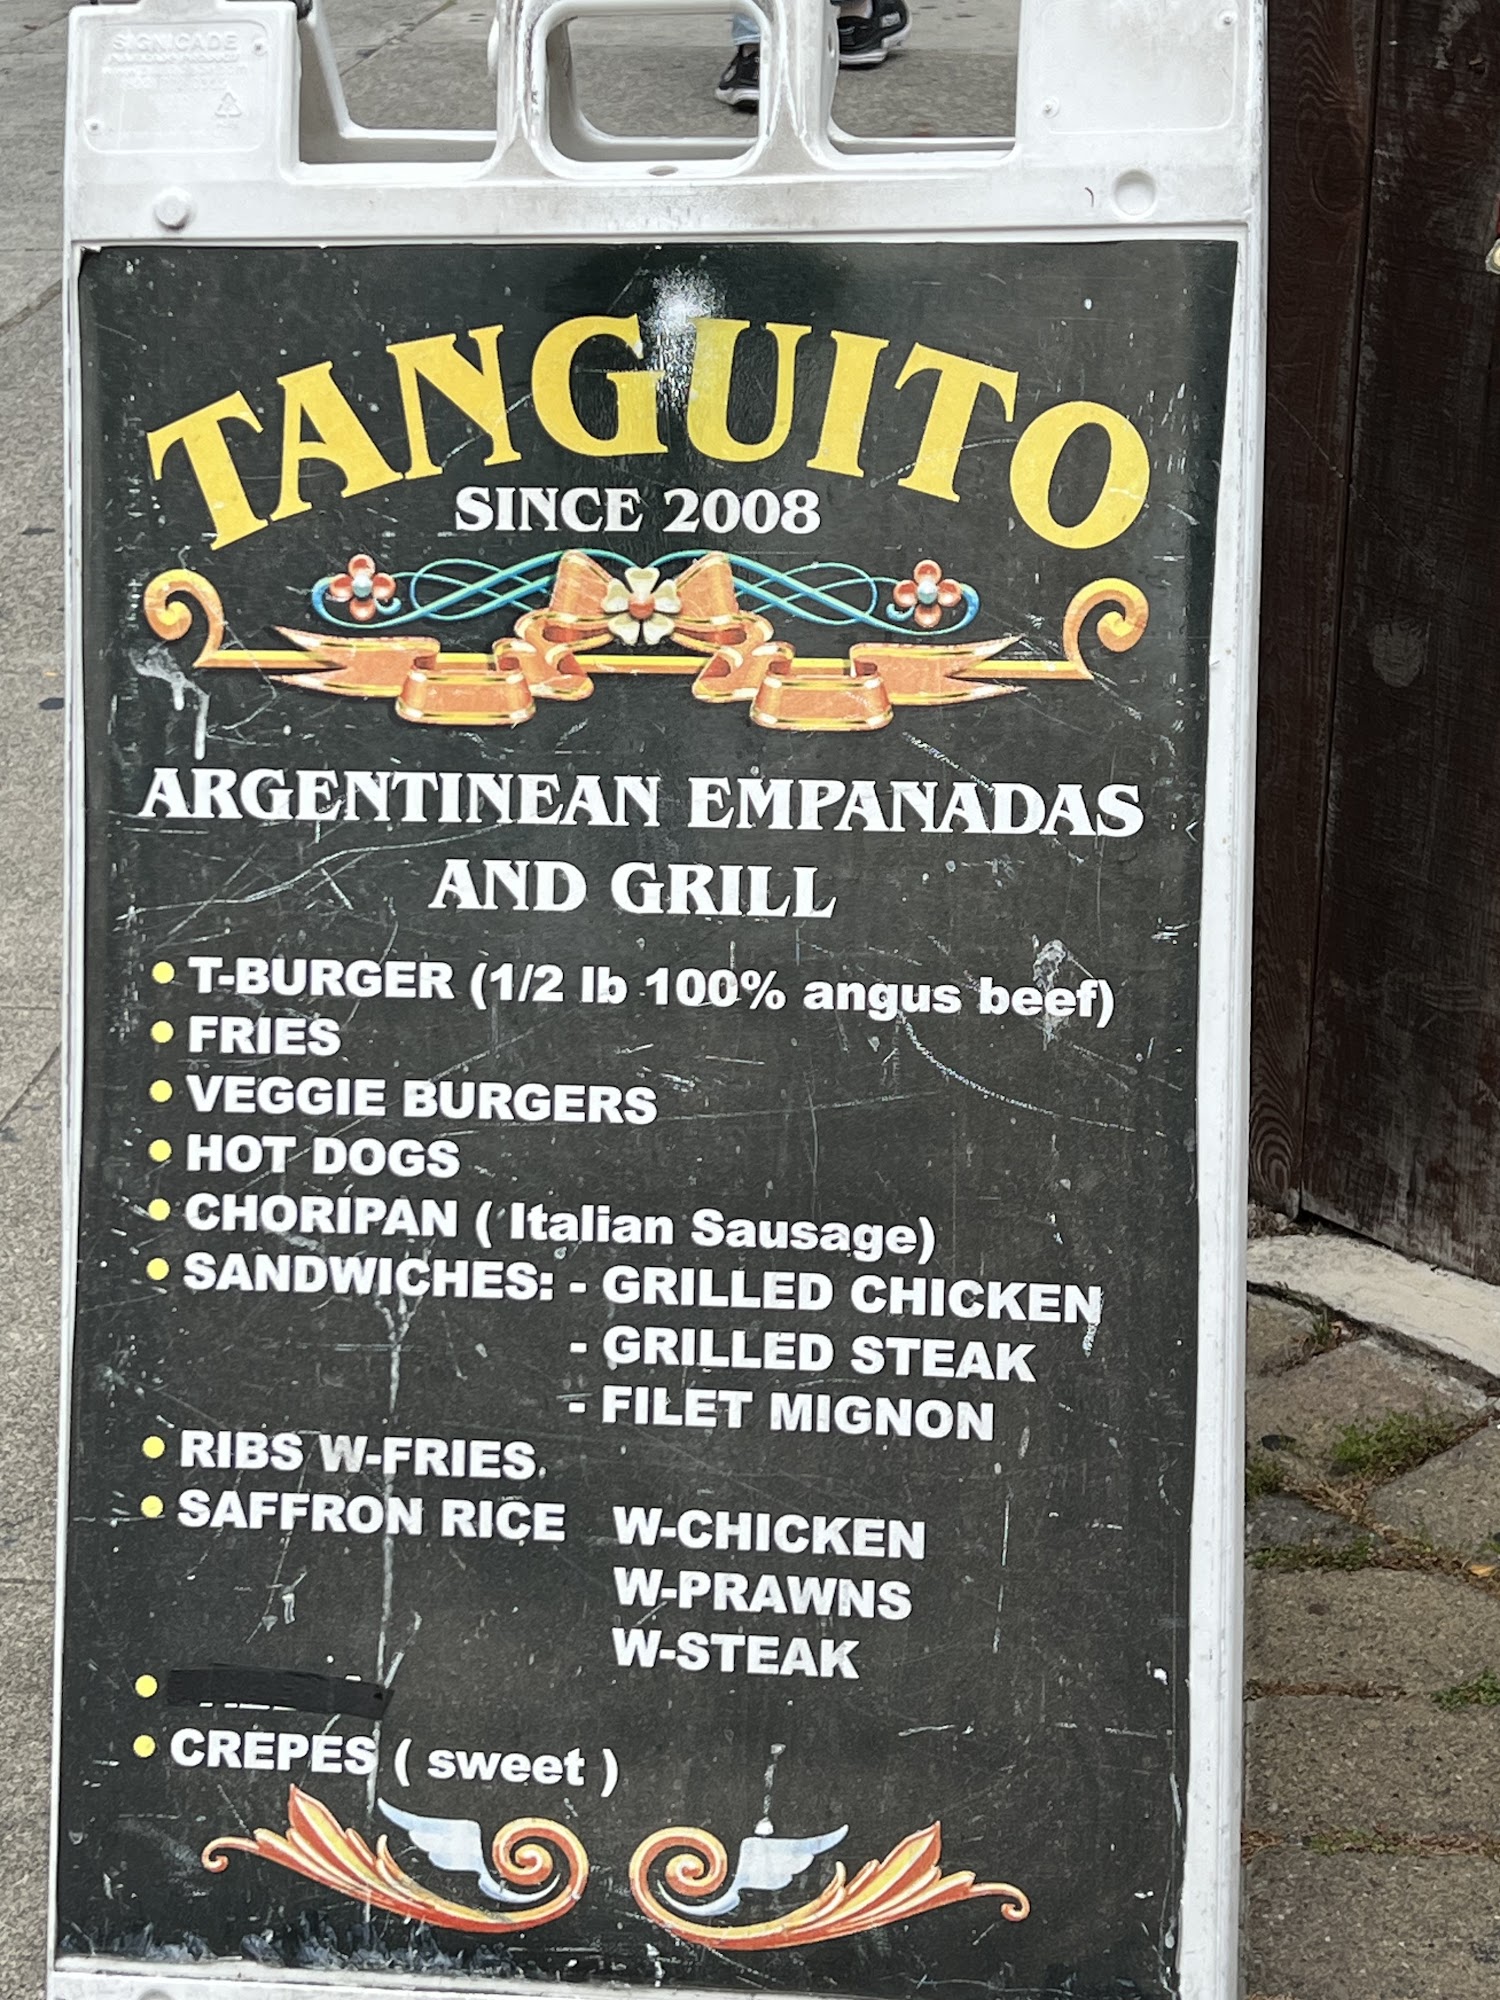 SIGNICADE
TANGUITO
SINCE 2008
ARGENTINEAN EMPANADAS
AND GRILL
T-BURGER (1/2 lb 100% angus beef)
FRIES
VEGGIE BURGERS
HOT DOGS
CHORIPAN ( Italian Sausage)
SANDWICHES: - GRILLED CHICKEN
- GRILLED STEAK
- FILET MIGNON
RIBS W-FRIES
SAFFRON RICE W-CHICKEN
W-PRAWNS
W-STEAK
CREPES ( sweet )